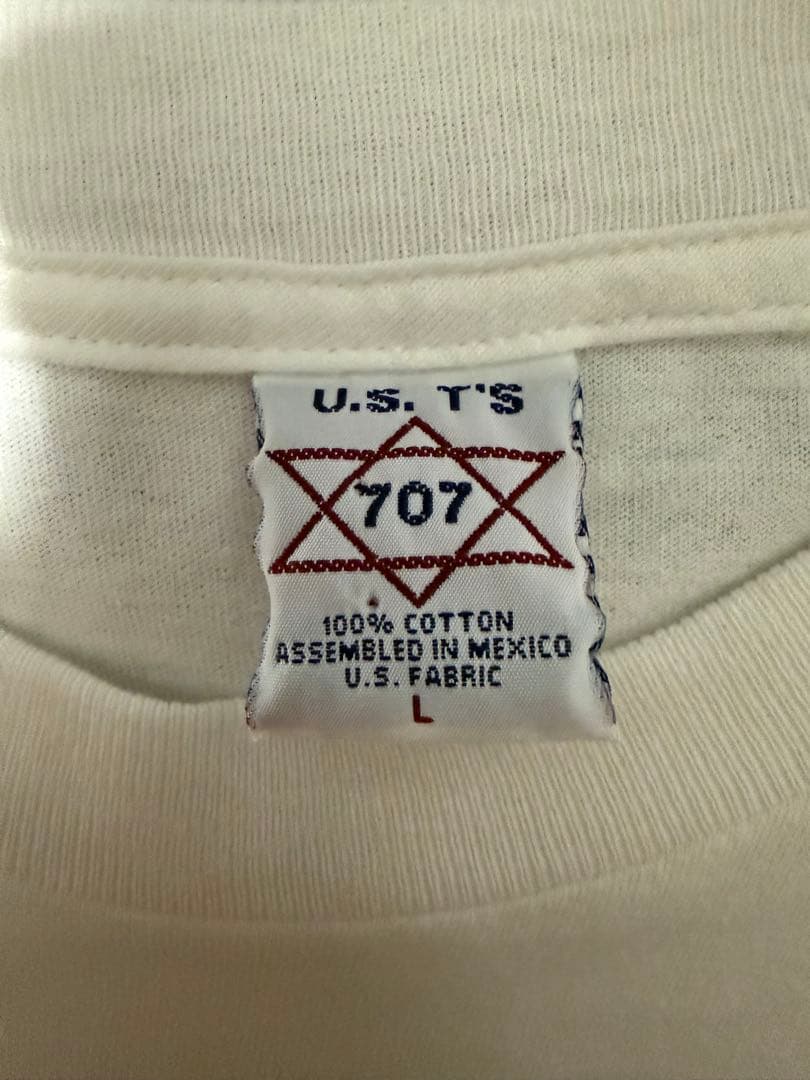 U.S. T'S
707
100% COTTON
ASSEMBLED IN MEXICO
U.S. FABRIC
L